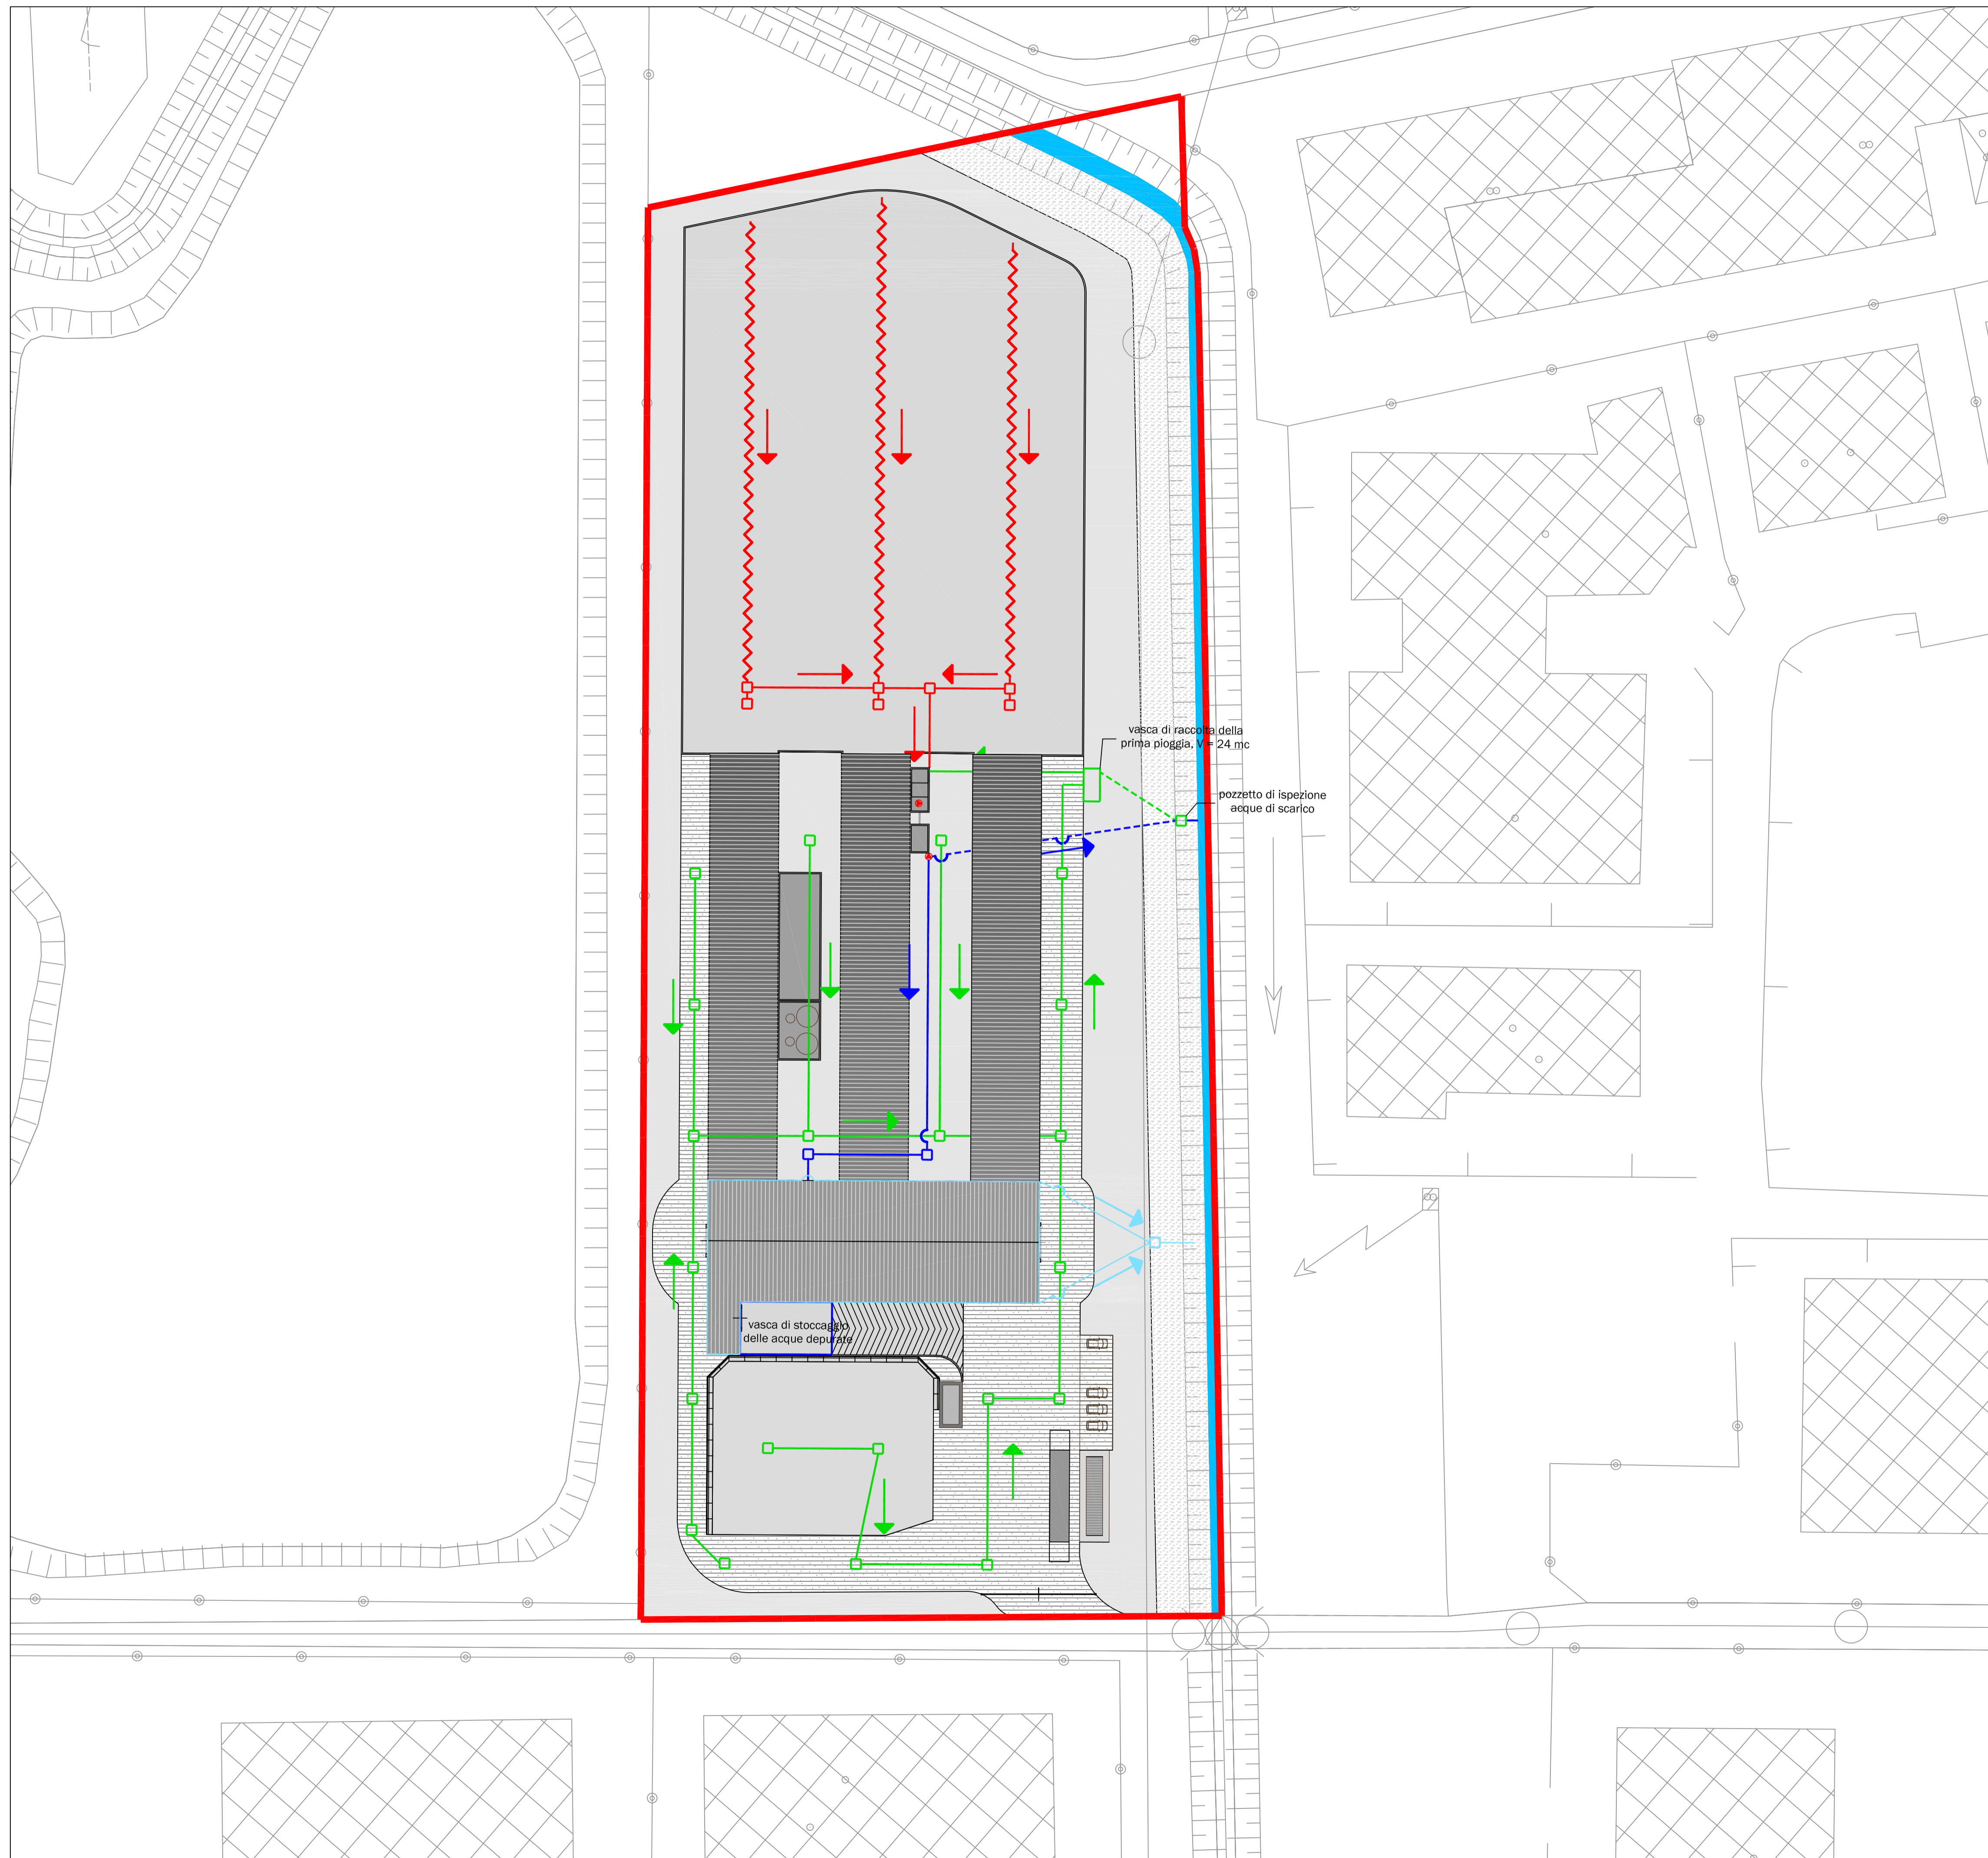 vasca di raccolta della
prima pioggia, V = 24 mc
pozzetto di ispezione
acque di scarico
vasca di stoccaggio
delle acque depurate